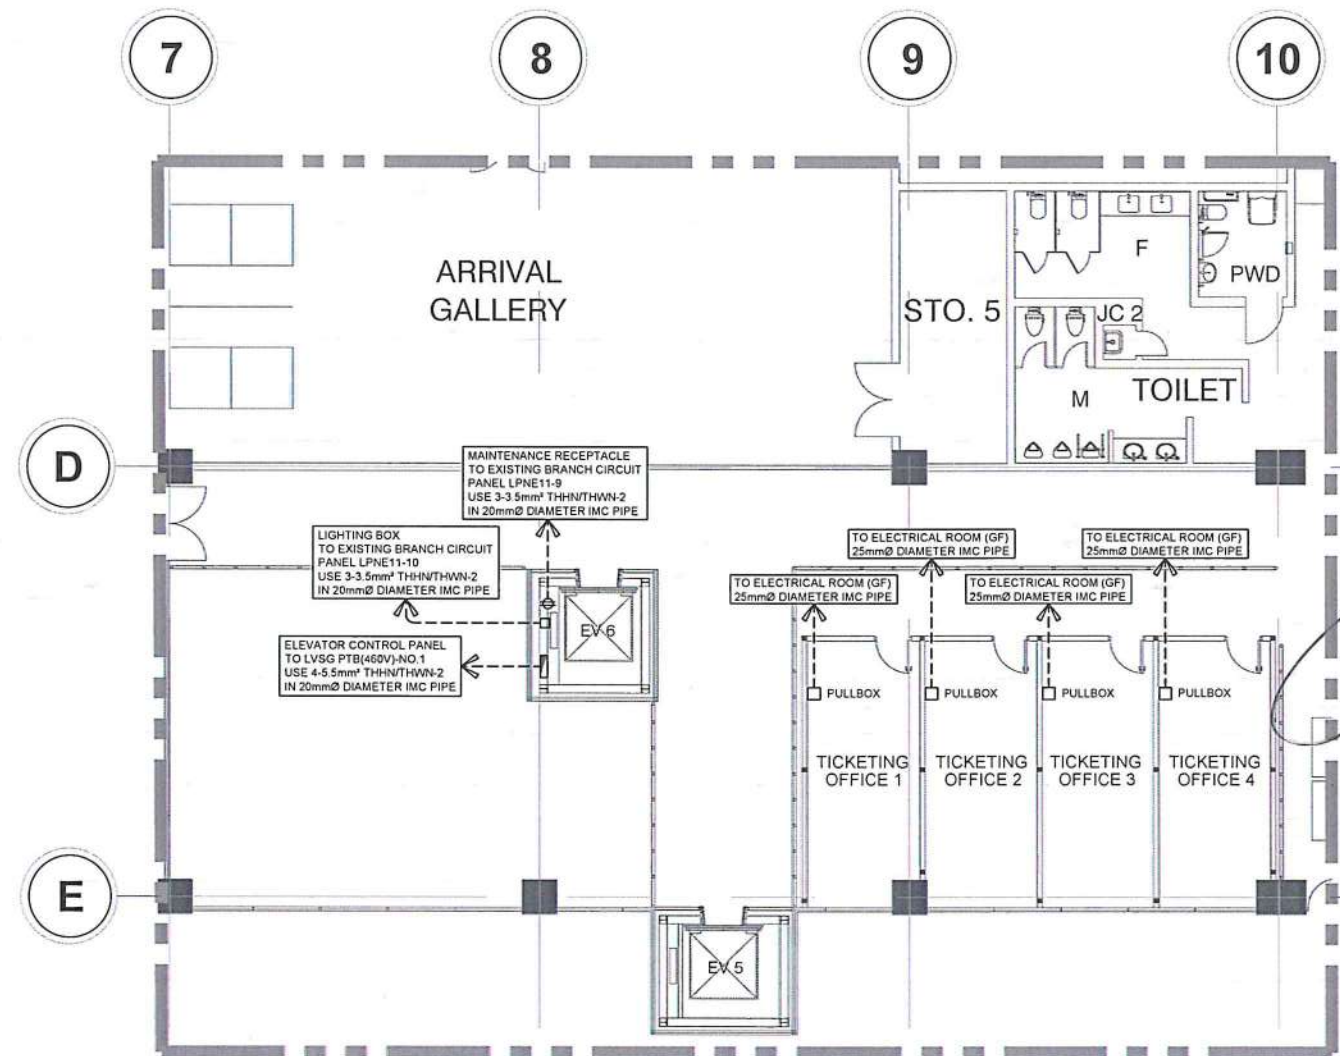 7
8
9
10
ARRIVAL
GALLERY
STO. 5
F
PWD
JC 2
M
TOILET
D
MAINTENANCE RECEPTACLE
TO EXISTING BRANCH CIRCUIT
PANEL LPNE11-9
USE 3-3.5mm² THHN/THWN-2
IN 20mmØ DIAMETER IMC PIPE
LIGHTING BOX
TO EXISTING BRANCH CIRCUIT
PANEL LPNE11-10
USE 3-3.5mm² THHN/THWN-2
IN 20mmØ DIAMETER IMC PIPE
ELEVATOR CONTROL PANEL
TO LVSG PTB(460V)-NO.1
USE 4-5.5mm² THHN/THWN-2
IN 20mmØ DIAMETER IMC PIPE
EV 6
TO ELECTRICAL ROOM (GF)
25mmØ DIAMETER IMC PIPE
TO ELECTRICAL ROOM (GF)
25mmØ DIAMETER IMC PIPE
TO ELECTRICAL ROOM (GF)
25mmØ DIAMETER IMC PIPE
TO ELECTRICAL ROOM (GF)
25mmØ DIAMETER IMC PIPE
PULLBOX
PULLBOX
PULLBOX
PULLBOX
TICKETING
OFFICE 1
TICKETING
OFFICE 2
TICKETING
OFFICE 3
TICKETING
OFFICE 4
E
EV 5